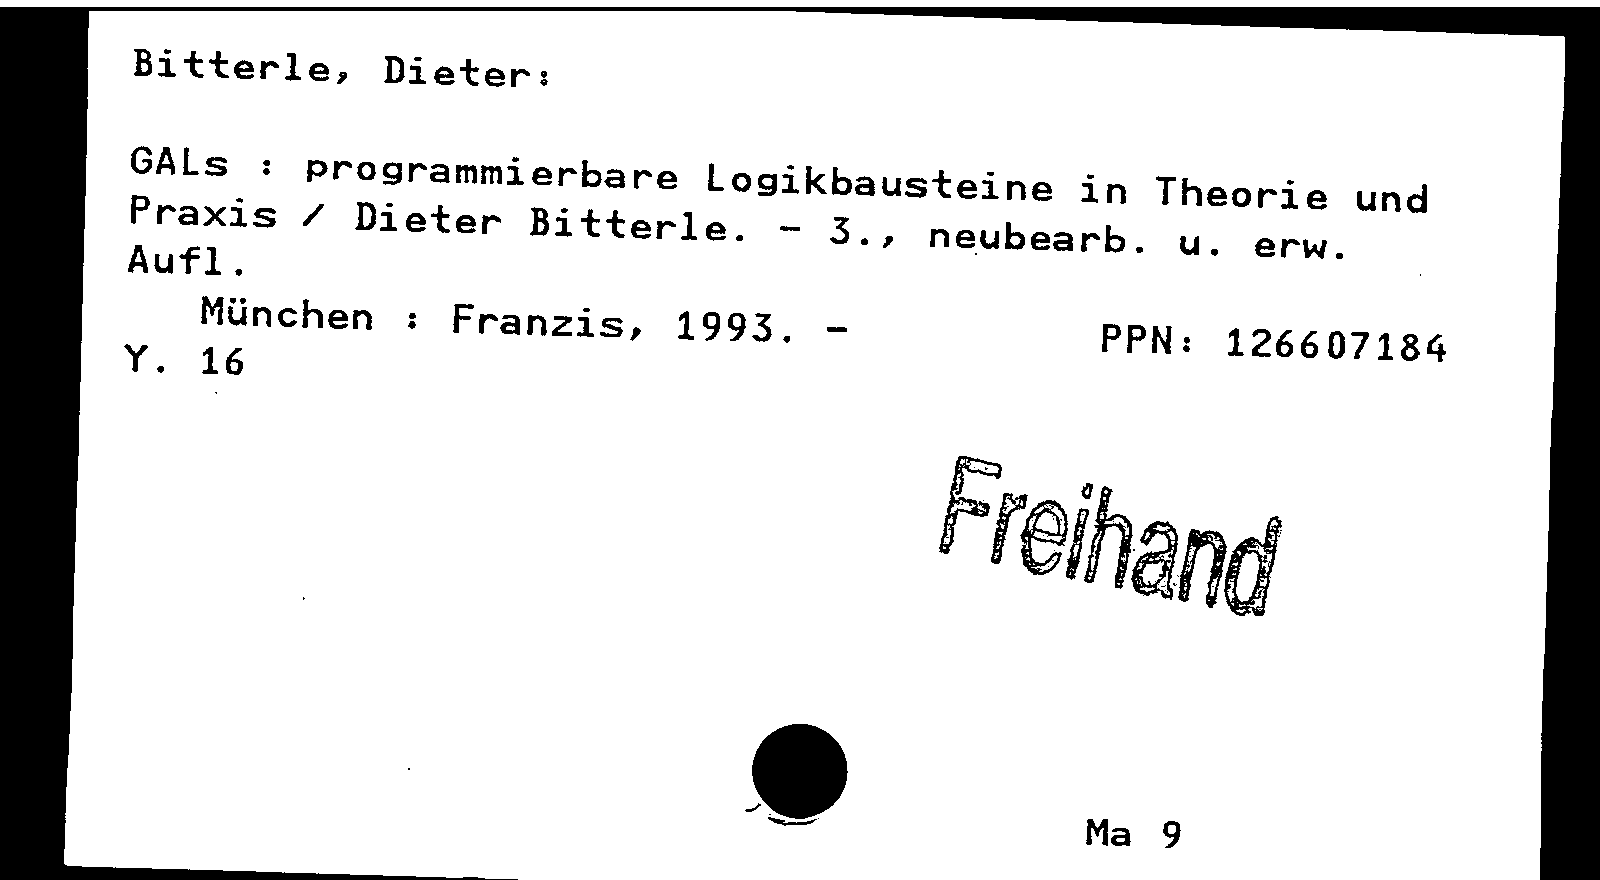 Bitterle, Dieter:
GALs : programmierbare Logikbausteine in Theorie und
Praxis / Dieter Bitterle. - 3., neubearb. u. erw.
Aufl.
München : Franzis, 1993. - PPN: 126607184
Y. 16
Freihand
Ma 9